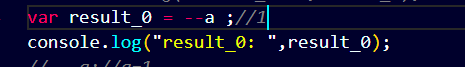 var result_0 = --a ;//1
console.log("result_0: ",result_0);